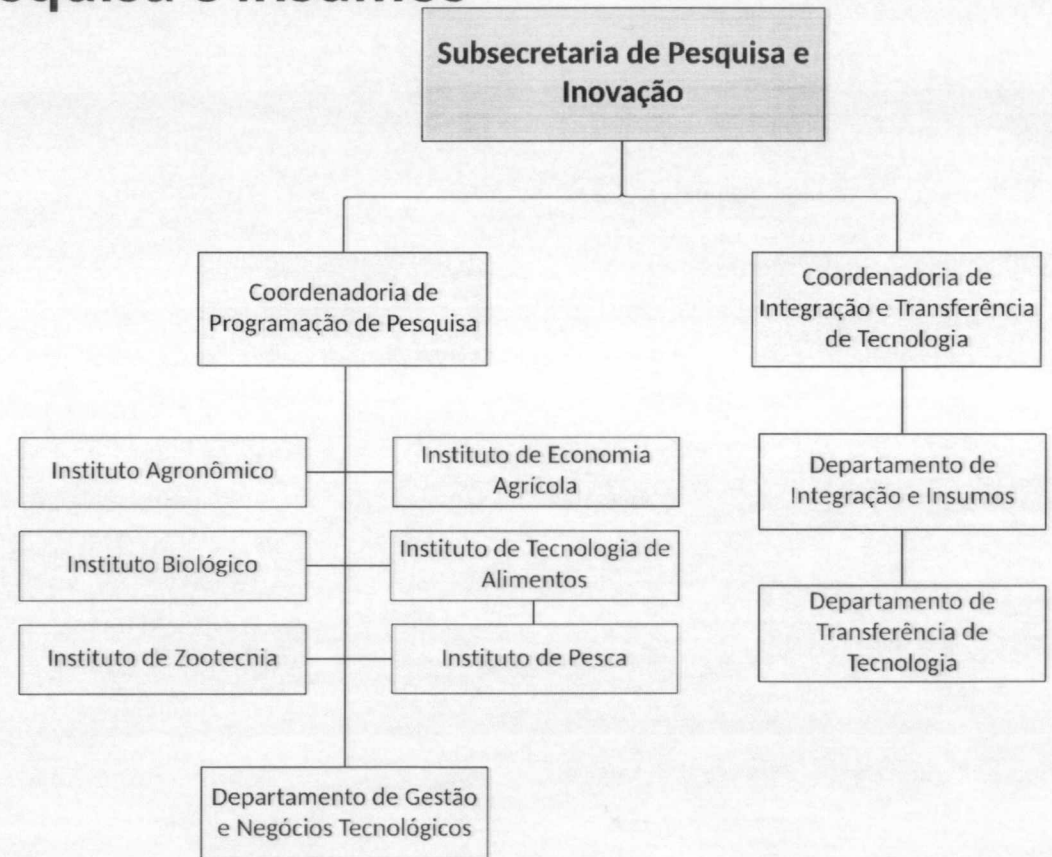 Subsecretaria de Pesquisa e
Inovação
Coordenadoria de
Programação de Pesquisa
Coordenadoria de
Integração e Transferência
de Tecnologia
Instituto Agronômico
Instituto de Economia
Agrícola
Departamento de
Integração e Insumos
Instituto Biológico
Instituto de Tecnologia de
Alimentos
Departamento de
Transferência de
Tecnologia
Instituto de Zootecnia
Instituto de Pesca
Departamento de Gestão
e Negócios Tecnológicos